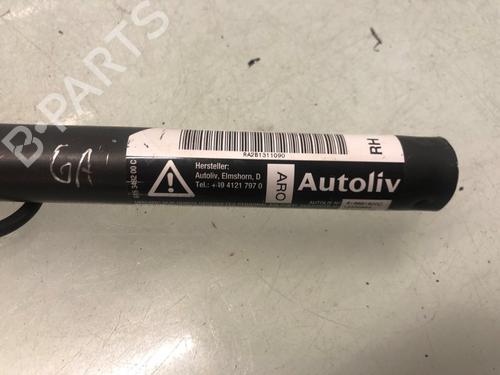 B-PARTS
GA
RA2B1311090
RH
Hersteller:
Autoliv, Elmshorn, D
Tel.: +49 4121 797 0
ARO
Autoliv